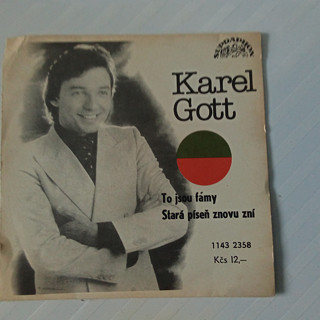 SUPRAPHON
Karel
Gott
To jsou fámy
Stará píseň znovu zní
1143 2358
Kčs 12,—